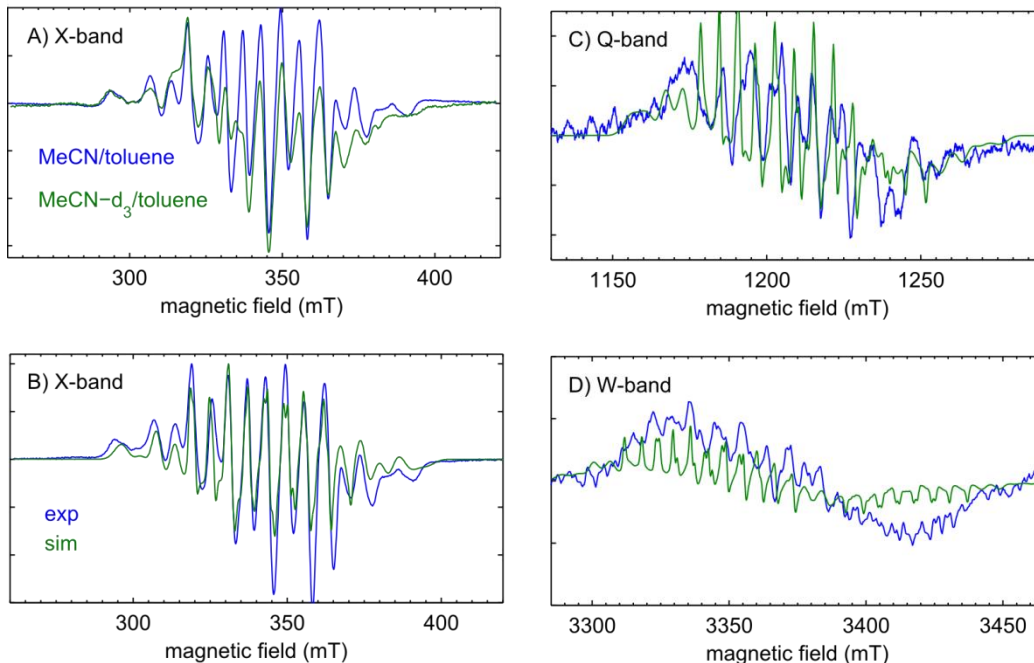 A) X-band
MeCN/toluene
MeCN−d₃/toluene
300 350 400
magnetic field (mT)
B) X-band
exp
sim
300 350 400
magnetic field (mT)
C) Q-band
1150 1200 1250
magnetic field (mT)
D) W-band
3300 3350 3400 3450
magnetic field (mT)